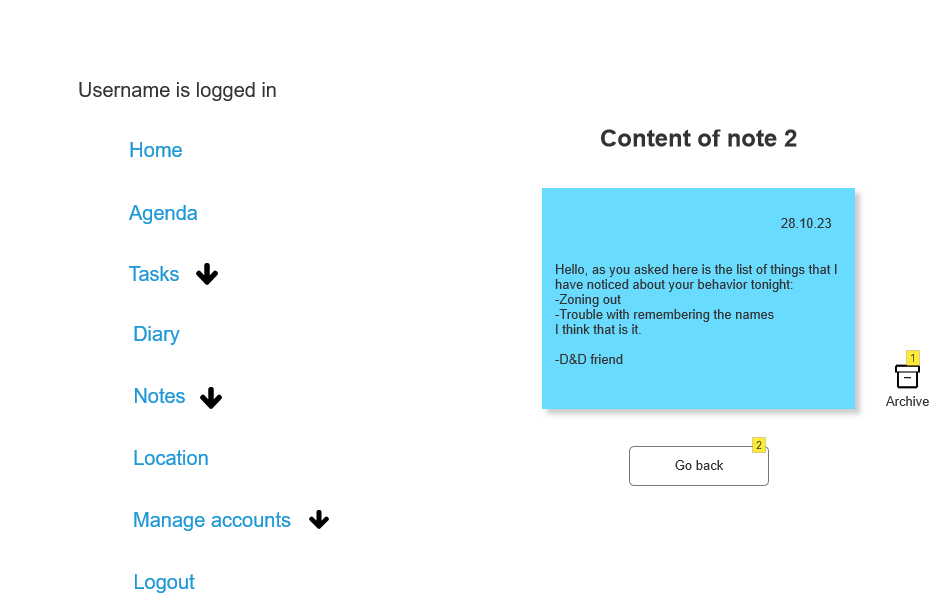 Username is logged in
Home
Agenda
Tasks
Diary
Notes
Location
Manage accounts
Logout
Content of note 2
28.10.23
Hello, as you asked here is the list of things that I
have noticed about your behavior tonight:
-Zoning out
-Trouble with remembering the names
I think that is it.
-D&D friend
1
Archive
2
Go back